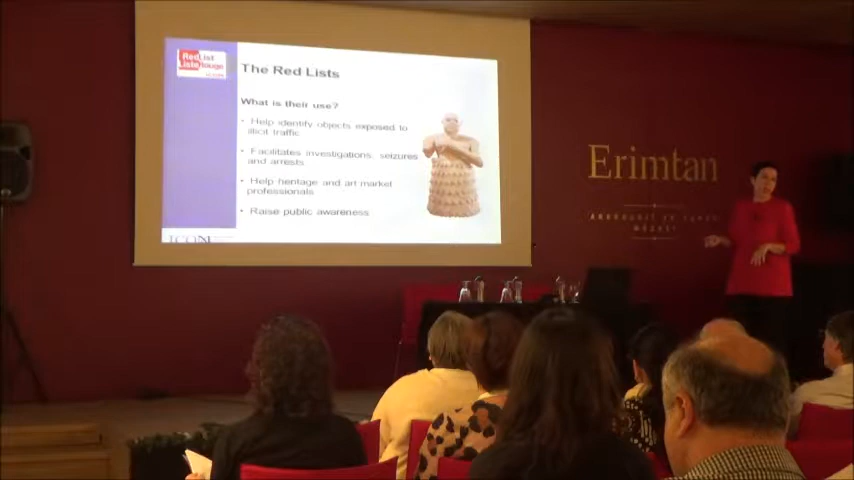 Red List
Liste Rouge
The Red Lists
What is their use?
• Help identify objects exposed to
illicit traffic
• Facilitates investigations, seizures
and arrests
• Help heritage and art market
professionals
• Raise public awareness
ICOM
Erimtan